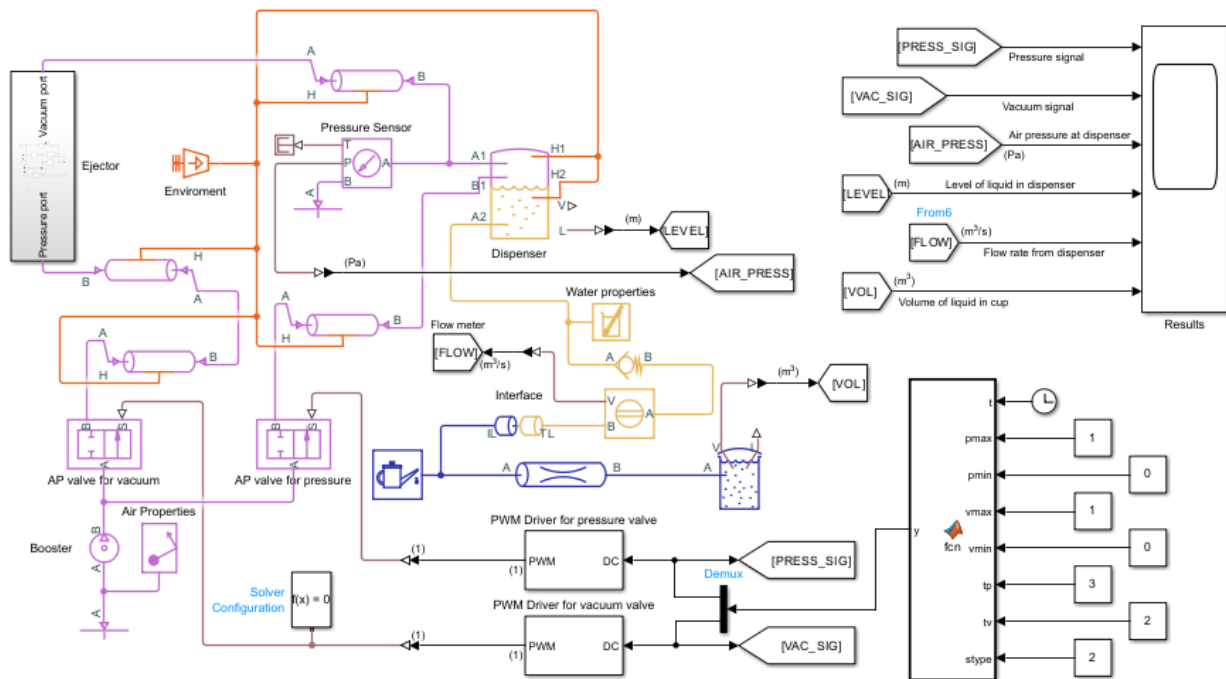 A
B
H
Vacuum port
Ejector
Pressure port
Enviroment
Pressure Sensor
T
P
A
B
A
A1
B1
A2
H1
H2
V
L
Dispenser
(m)
[LEVEL]
(Pa)
[AIR_PRESS]
H
B
A
A
B
H
A
B
H
Water properties
Flow meter
[FLOW]
(m³/s)
A
B
Interface
V
B
A
IL
TL
(m³)
[VOL]
V
L
A
B
A
B
S
A
AP valve for vacuum
B
S
A
AP valve for pressure
Air Properties
Booster
B
A
A
Solver
Configuration
f(x) = 0
PWM Driver for pressure valve
PWM
DC
(1)
(1)
[PRESS_SIG]
Demux
PWM Driver for vacuum valve
PWM
DC
(1)
(1)
[VAC_SIG]
[PRESS_SIG]
Pressure signal
[VAC_SIG]
Vacuum signal
[AIR_PRESS]
Air pressure at dispenser
(Pa)
[LEVEL]
(m)
Level of liquid in dispenser
From6
[FLOW]
(m³/s)
Flow rate from dispenser
[VOL]
(m³)
Volume of liquid in cup
Results
y
fcn
t
pmax
1
pmin
0
vmax
1
vmin
0
tp
3
tv
2
stype
2